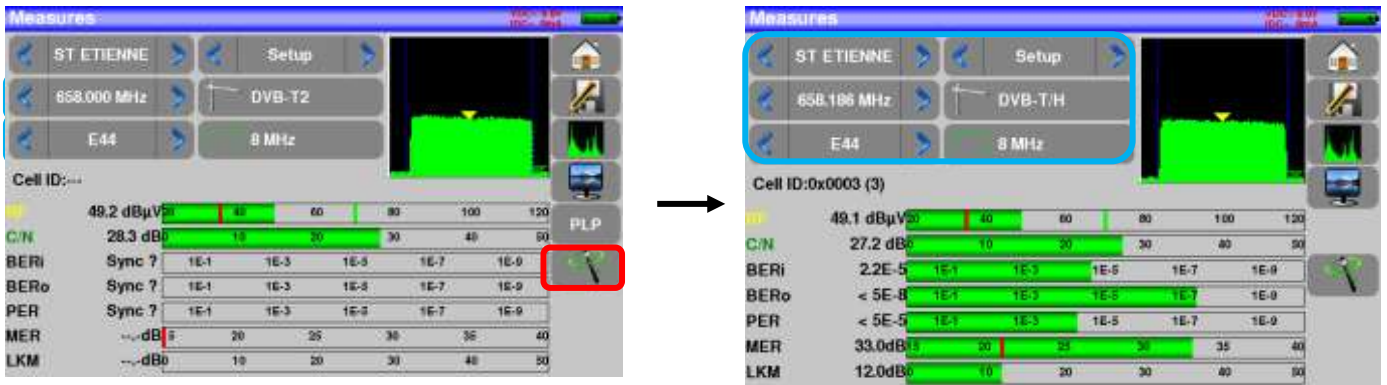 Measures
ST ETIENNE Setup
658.000 MHz DVB-T2
E44 8 MHz
Cell ID:---
49.2 dBµV 20 40 60 80 100 120
PLP
C/N 28.3 dB 0 10 20 30 40 50
BERi Sync ? 1E-1 1E-3 1E-5 1E-7 1E-9
BERo Sync ? 1E-1 1E-3 1E-5 1E-7 1E-9
PER Sync ? 1E-1 1E-3 1E-5 1E-7 1E-9
MER --.-dB 5 20 25 30 35 40
LKM --.-dB 0 10 20 30 40 50
Measures
ST ETIENNE Setup
658.186 MHz DVB-T/H
E44 8 MHz
Cell ID:0x0003 (3)
49.1 dBµV 20 40 60 80 100 120
C/N 27.2 dB 0 10 20 30 40 50
BERi 2.2E-5 1E-1 1E-3 1E-5 1E-7 1E-9
BERo < 5E-8 1E-1 1E-3 1E-5 1E-7 1E-9
PER < 5E-5 1E-1 1E-3 1E-5 1E-7 1E-9
MER 33.0dB 15 20 25 30 35 40
LKM 12.0dB 0 10 20 30 40 50